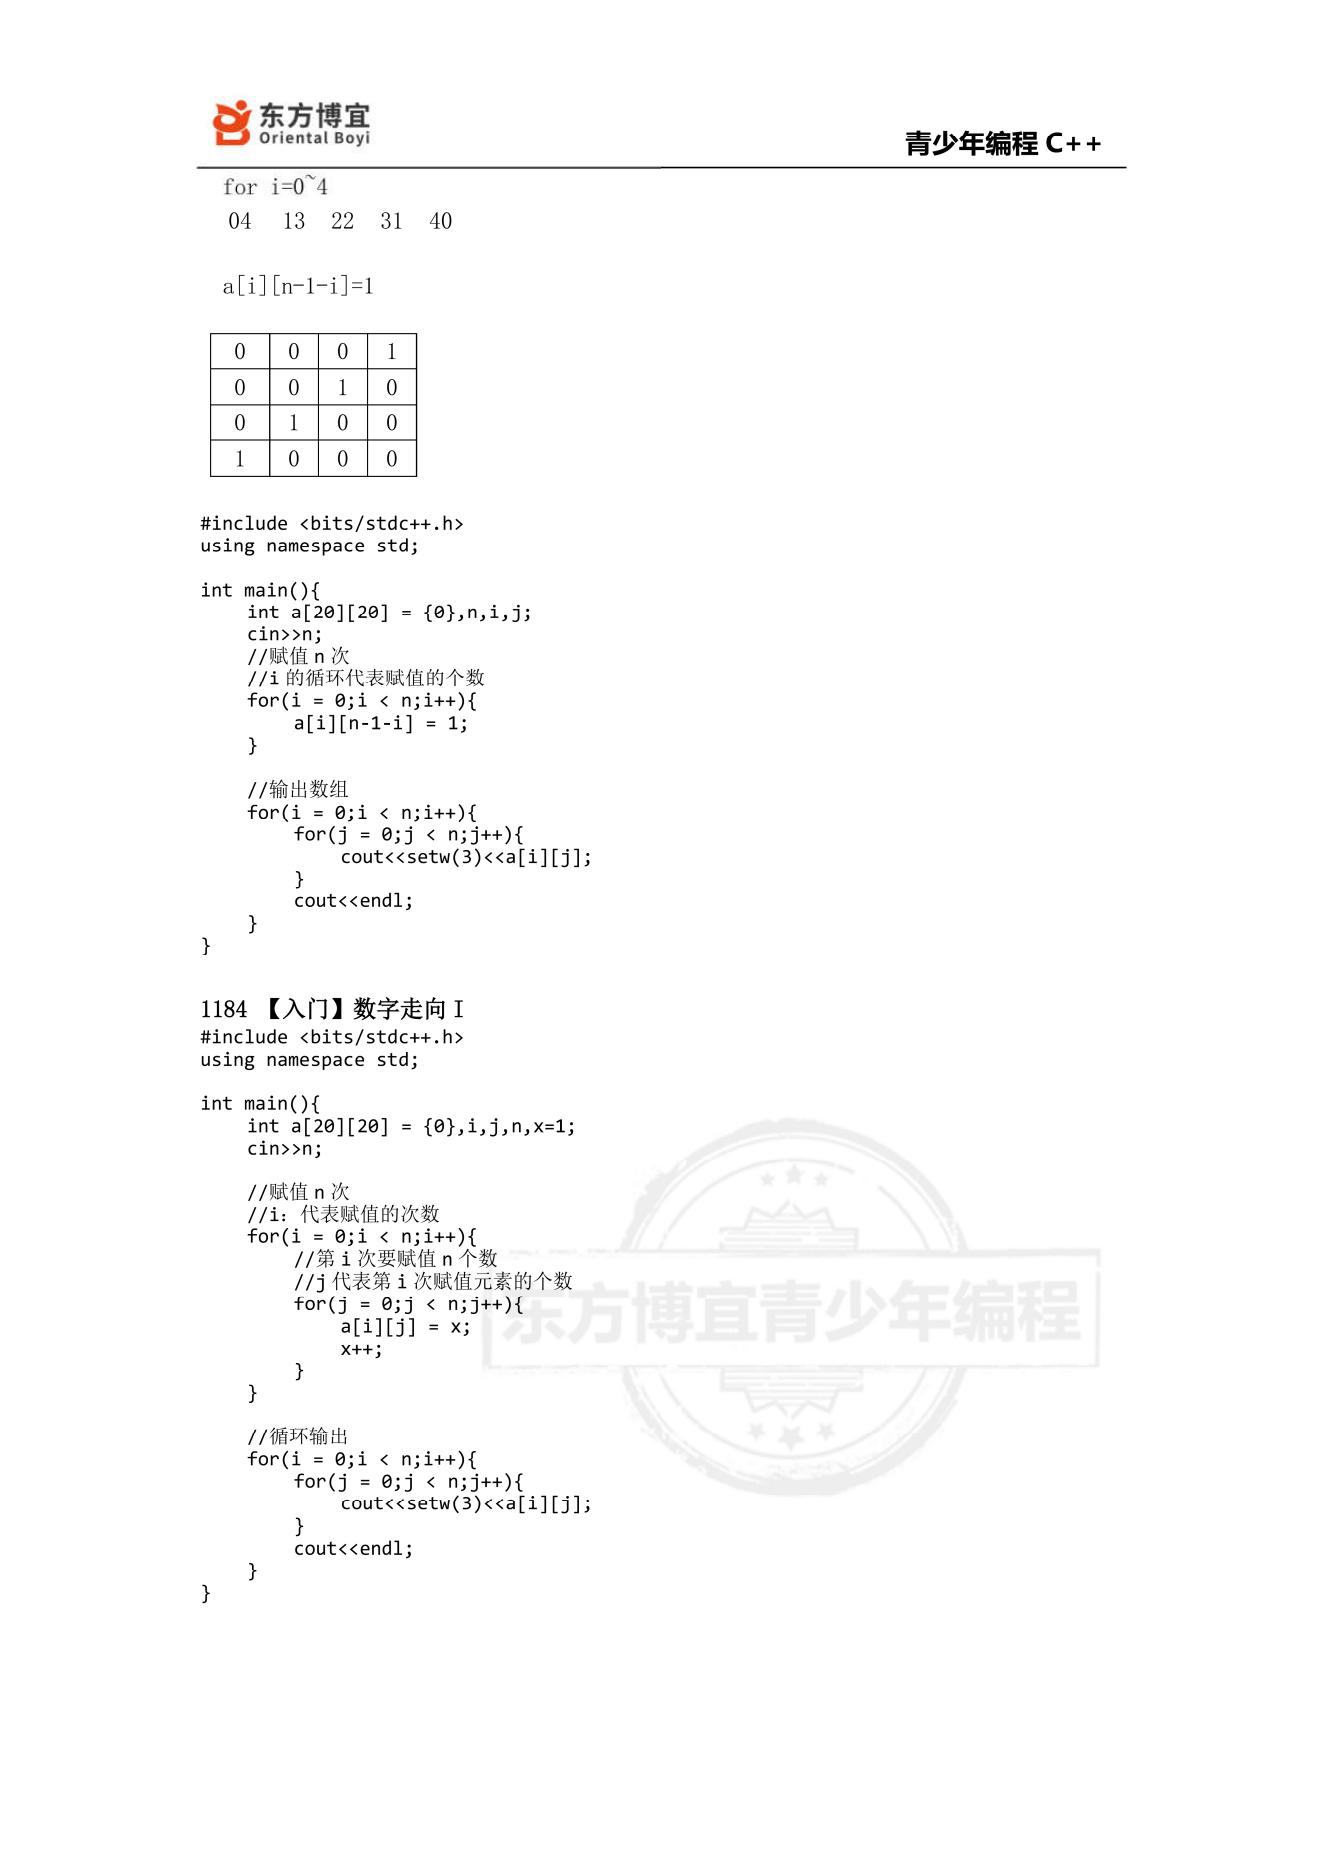 东方博宜
Oriental Boyi
青少年编程 C++
for i=0~4
04 13 22 31 40
a[i][n-1-i]=1
0 0 0 1
0 0 1 0
0 1 0 0
1 0 0 0
#include <bits/stdc++.h>
using namespace std;
int main(){
int a[20][20] = {0},n,i,j;
cin>>n;
//赋值 n 次
//i 的循环代表赋值的个数
for(i = 0;i < n;i++){
a[i][n-1-i] = 1;
}
//输出数组
for(i = 0;i < n;i++){
for(j = 0;j < n;j++){
cout<<setw(3)<<a[i][j];
}
cout<<endl;
}
}
1184 【入门】数字走向 I
#include <bits/stdc++.h>
using namespace std;
int main(){
int a[20][20] = {0},i,j,n,x=1;
cin>>n;
//赋值 n 次
//i：代表赋值的次数
for(i = 0;i < n;i++){
//第 i 次要赋值 n 个数
//j 代表第 i 次赋值元素的个数
for(j = 0;j < n;j++){
a[i][j] = x;
x++;
}
}
//循环输出
for(i = 0;i < n;i++){
for(j = 0;j < n;j++){
cout<<setw(3)<<a[i][j];
}
cout<<endl;
}
}
东方博宜青少年编程